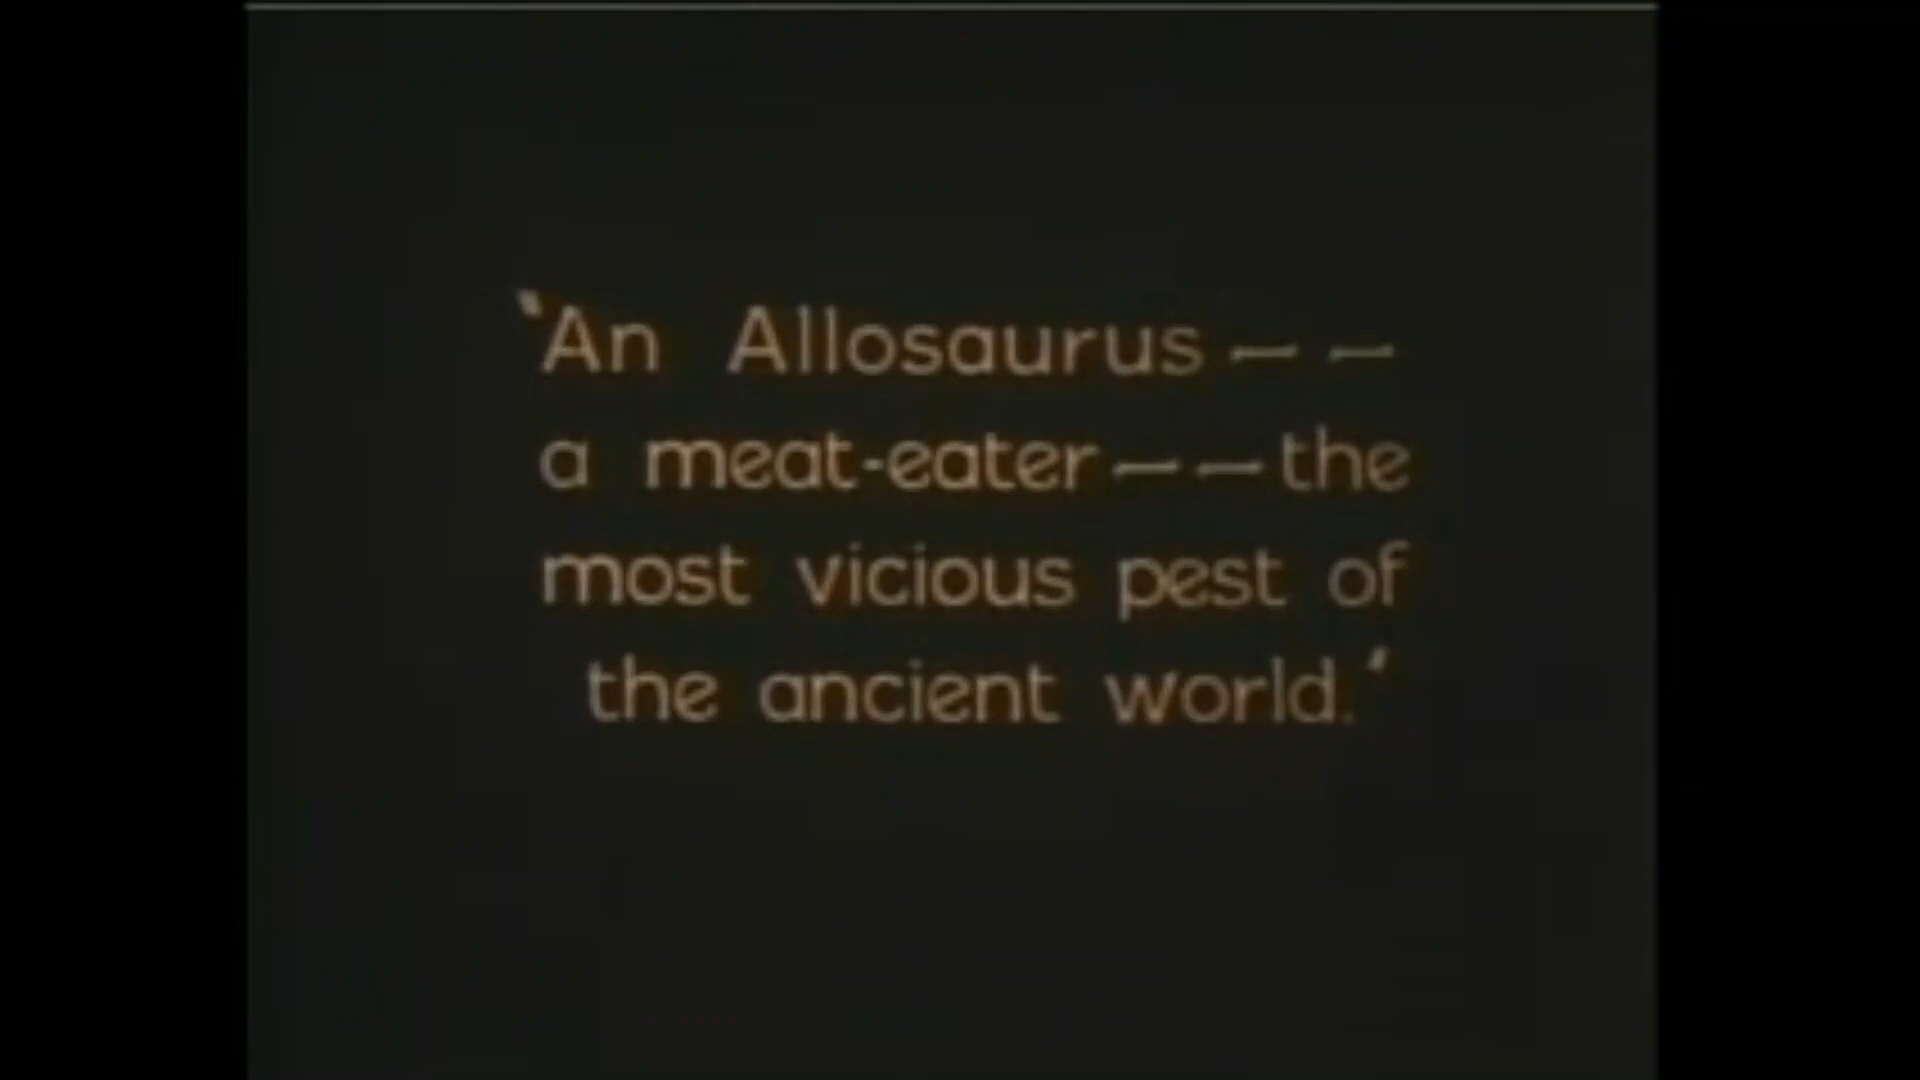 'An Allosaurus — —
a meat-eater — — the
most vicious pest of
the ancient world.'